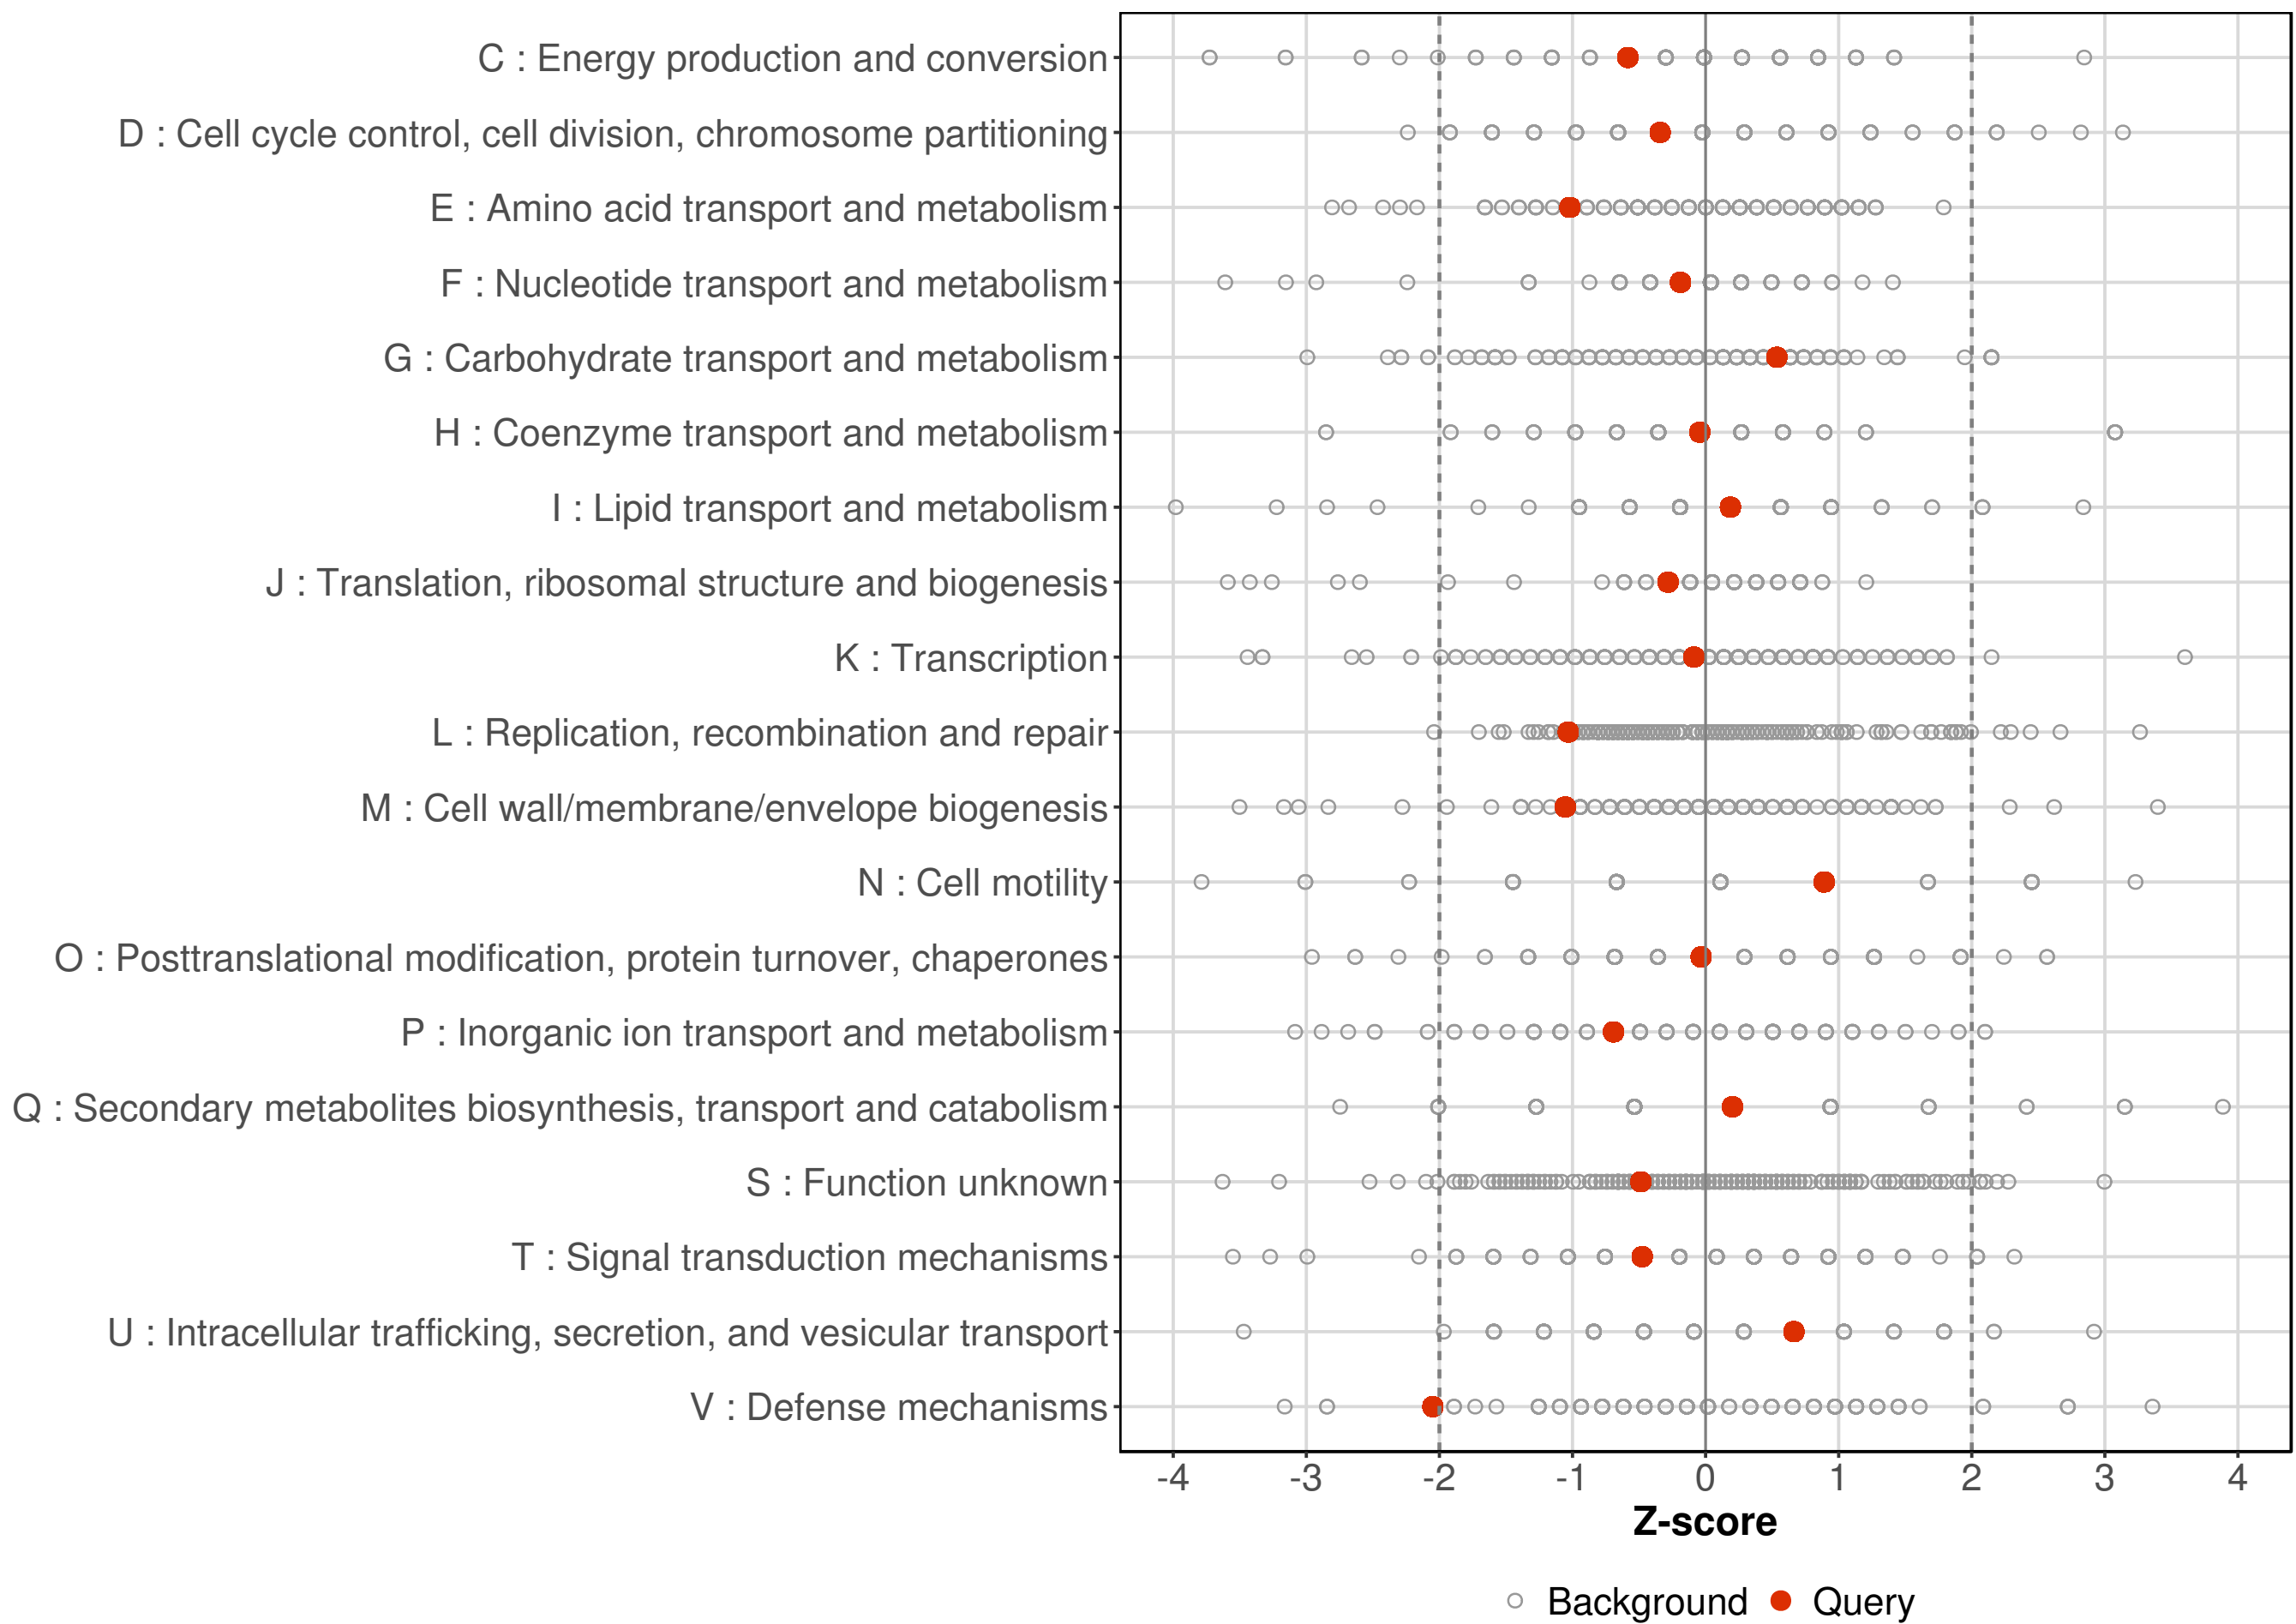 C : Energy production and conversion
D : Cell cycle control, cell division, chromosome partitioning
E : Amino acid transport and metabolism
F : Nucleotide transport and metabolism
G : Carbohydrate transport and metabolism
H : Coenzyme transport and metabolism
I : Lipid transport and metabolism
J : Translation, ribosomal structure and biogenesis
K : Transcription
L : Replication, recombination and repair
M : Cell wall/membrane/envelope biogenesis
N : Cell motility
O : Posttranslational modification, protein turnover, chaperones
P : Inorganic ion transport and metabolism
Q : Secondary metabolites biosynthesis, transport and catabolism
S : Function unknown
T : Signal transduction mechanisms
U : Intracellular trafficking, secretion, and vesicular transport
V : Defense mechanisms
-4 -3 -2 -1 0 1 2 3 4
Z-score
Background Query